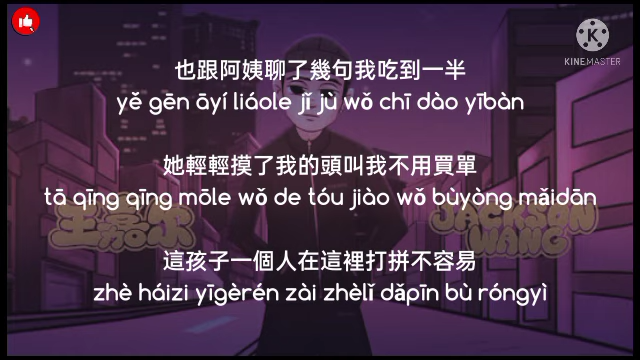 KINEMASTER
也跟阿姨聊了幾句我吃到一半
yě gēn āyí liáole jǐ jù wǒ chī dào yībàn
她輕輕摸了我的頭叫我不用買單
tā qīng qīng mōle wǒ de tóu jiào wǒ bùyòng mǎidān
王嘉尔
JACKSON WANG
這孩子一個人在這裡打拼不容易
zhè háizi yīgèrén zài zhèlǐ dǎpīn bù róngyì